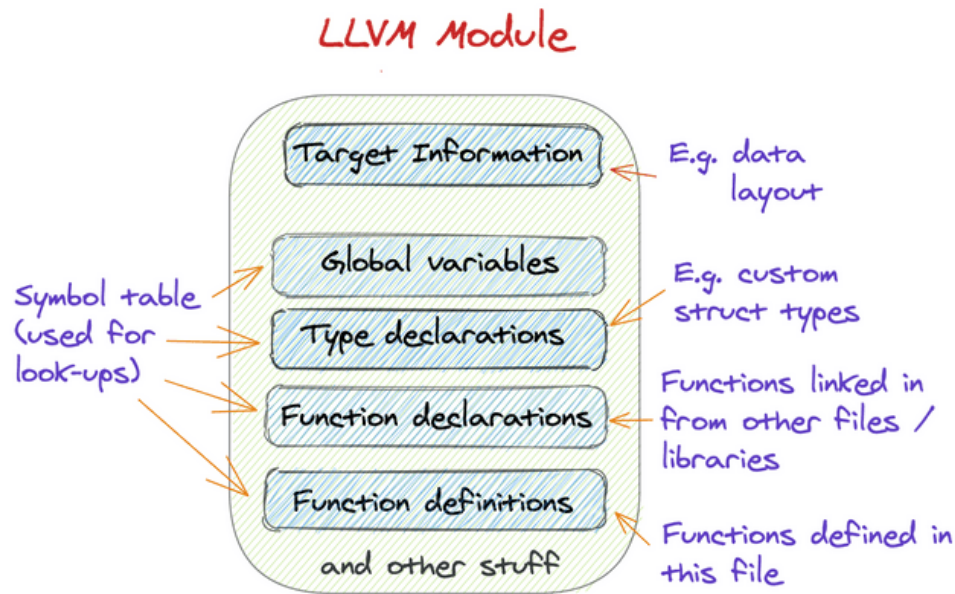 LLVM Module
Target Information
E.g. data
layout
Global variables
E.g. custom
struct types
Symbol table
(used for
look-ups)
Type declarations
Function declarations
Functions linked in
from other files /
libraries
Function definitions
Functions defined in
this file
and other stuff